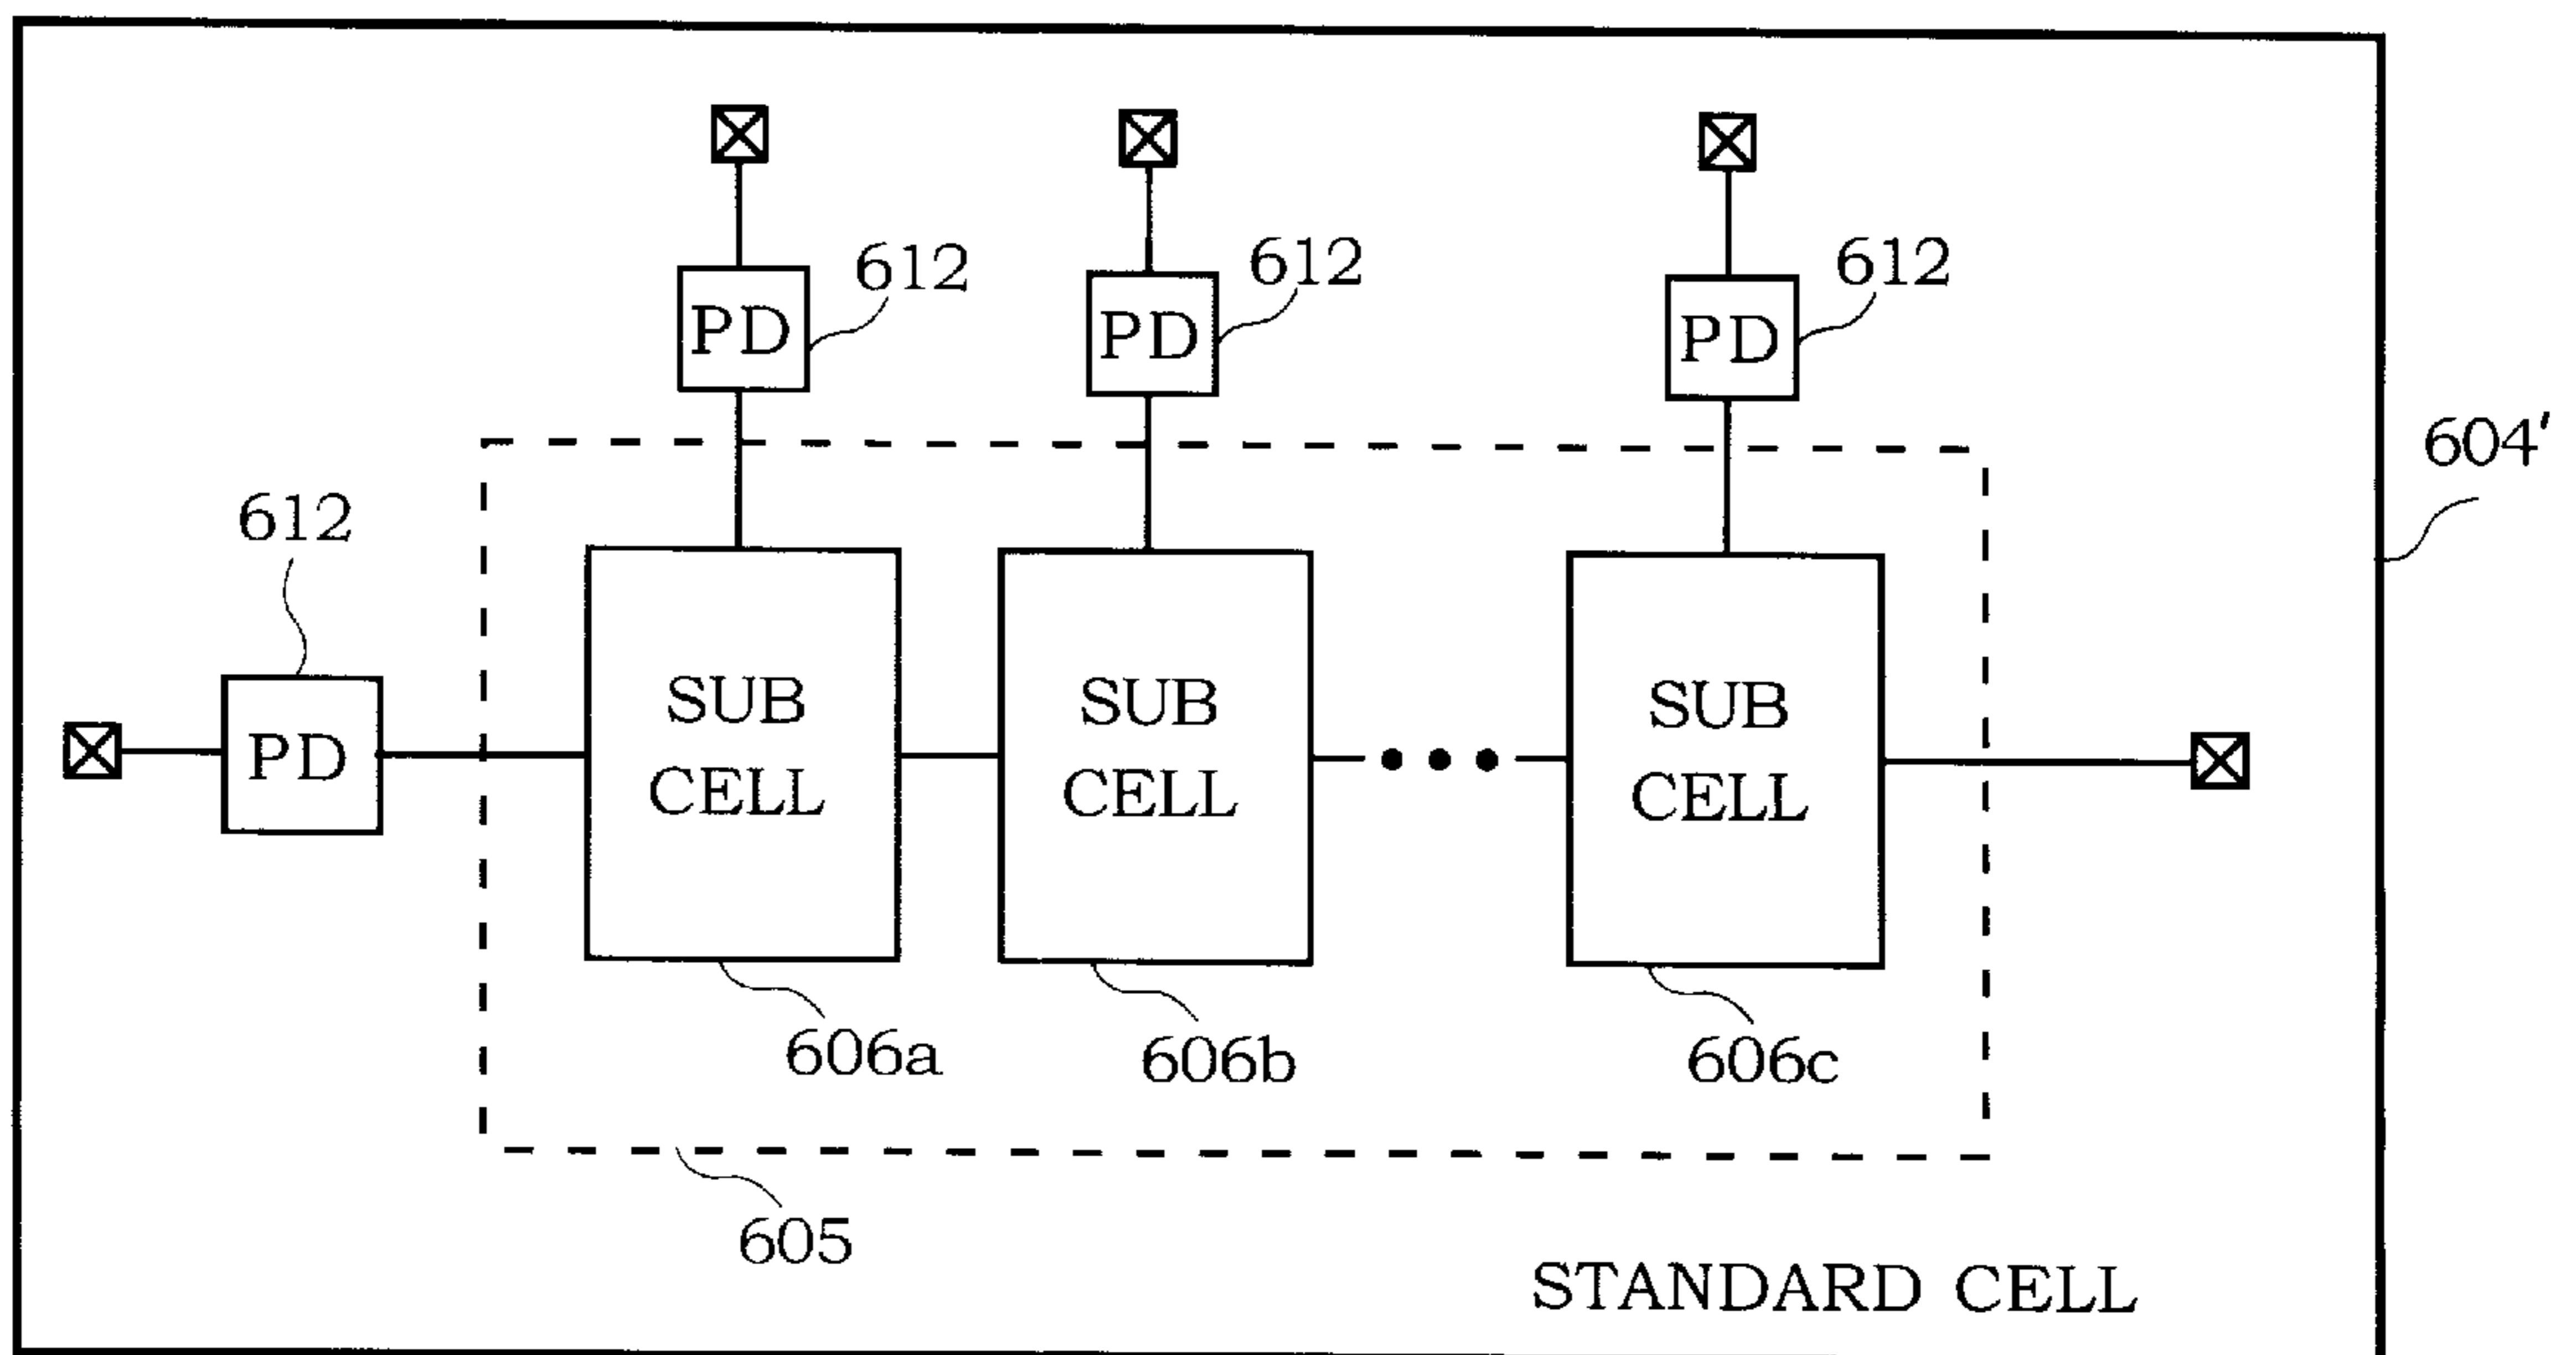 612
612
612
PD
PD
PD
604'
612
PD
SUB
CELL
SUB
CELL
SUB
CELL
606a
606b
606c
605
STANDARD CELL